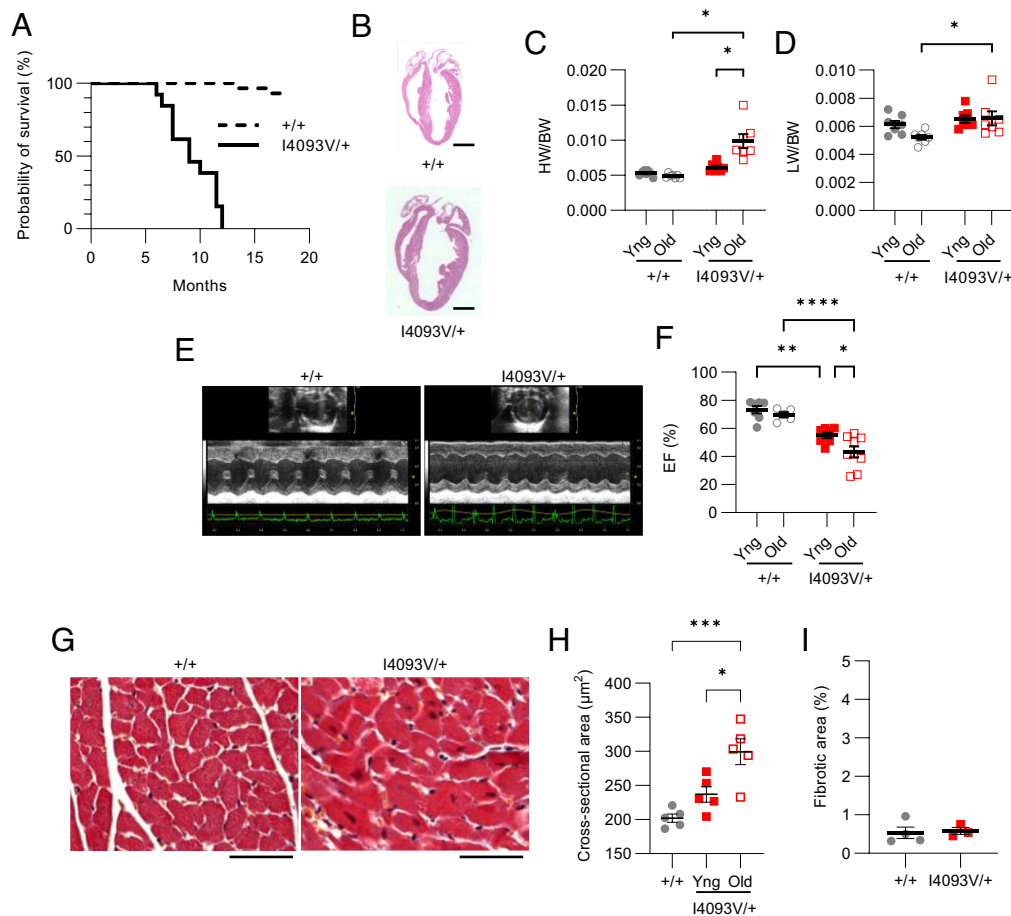 A
Probability of survival (%)
100
50
0
0 5 10 15 20
Months
+/+
I4093V/+
B
+/+
I4093V/+
C
HW/BW
0.020
0.015
0.010
0.005
0.000
*
*
Yng Old Yng Old
+/+ I4093V/+
D
LW/BW
0.010
0.008
0.006
0.004
0.002
0.000
*
Yng Old Yng Old
+/+ I4093V/+
E
+/+ I4093V/+
F
EF (%)
100
80
60
40
20
0
****
** *
Yng Old Yng Old
+/+ I4093V/+
G
+/+ I4093V/+
H
Cross-sectional area (µm²)
400
350
300
250
200
150
***
*
+/+ Yng Old
I4093V/+
I
Fibrotic area (%)
5
4
3
2
1
0
+/+ I4093V/+